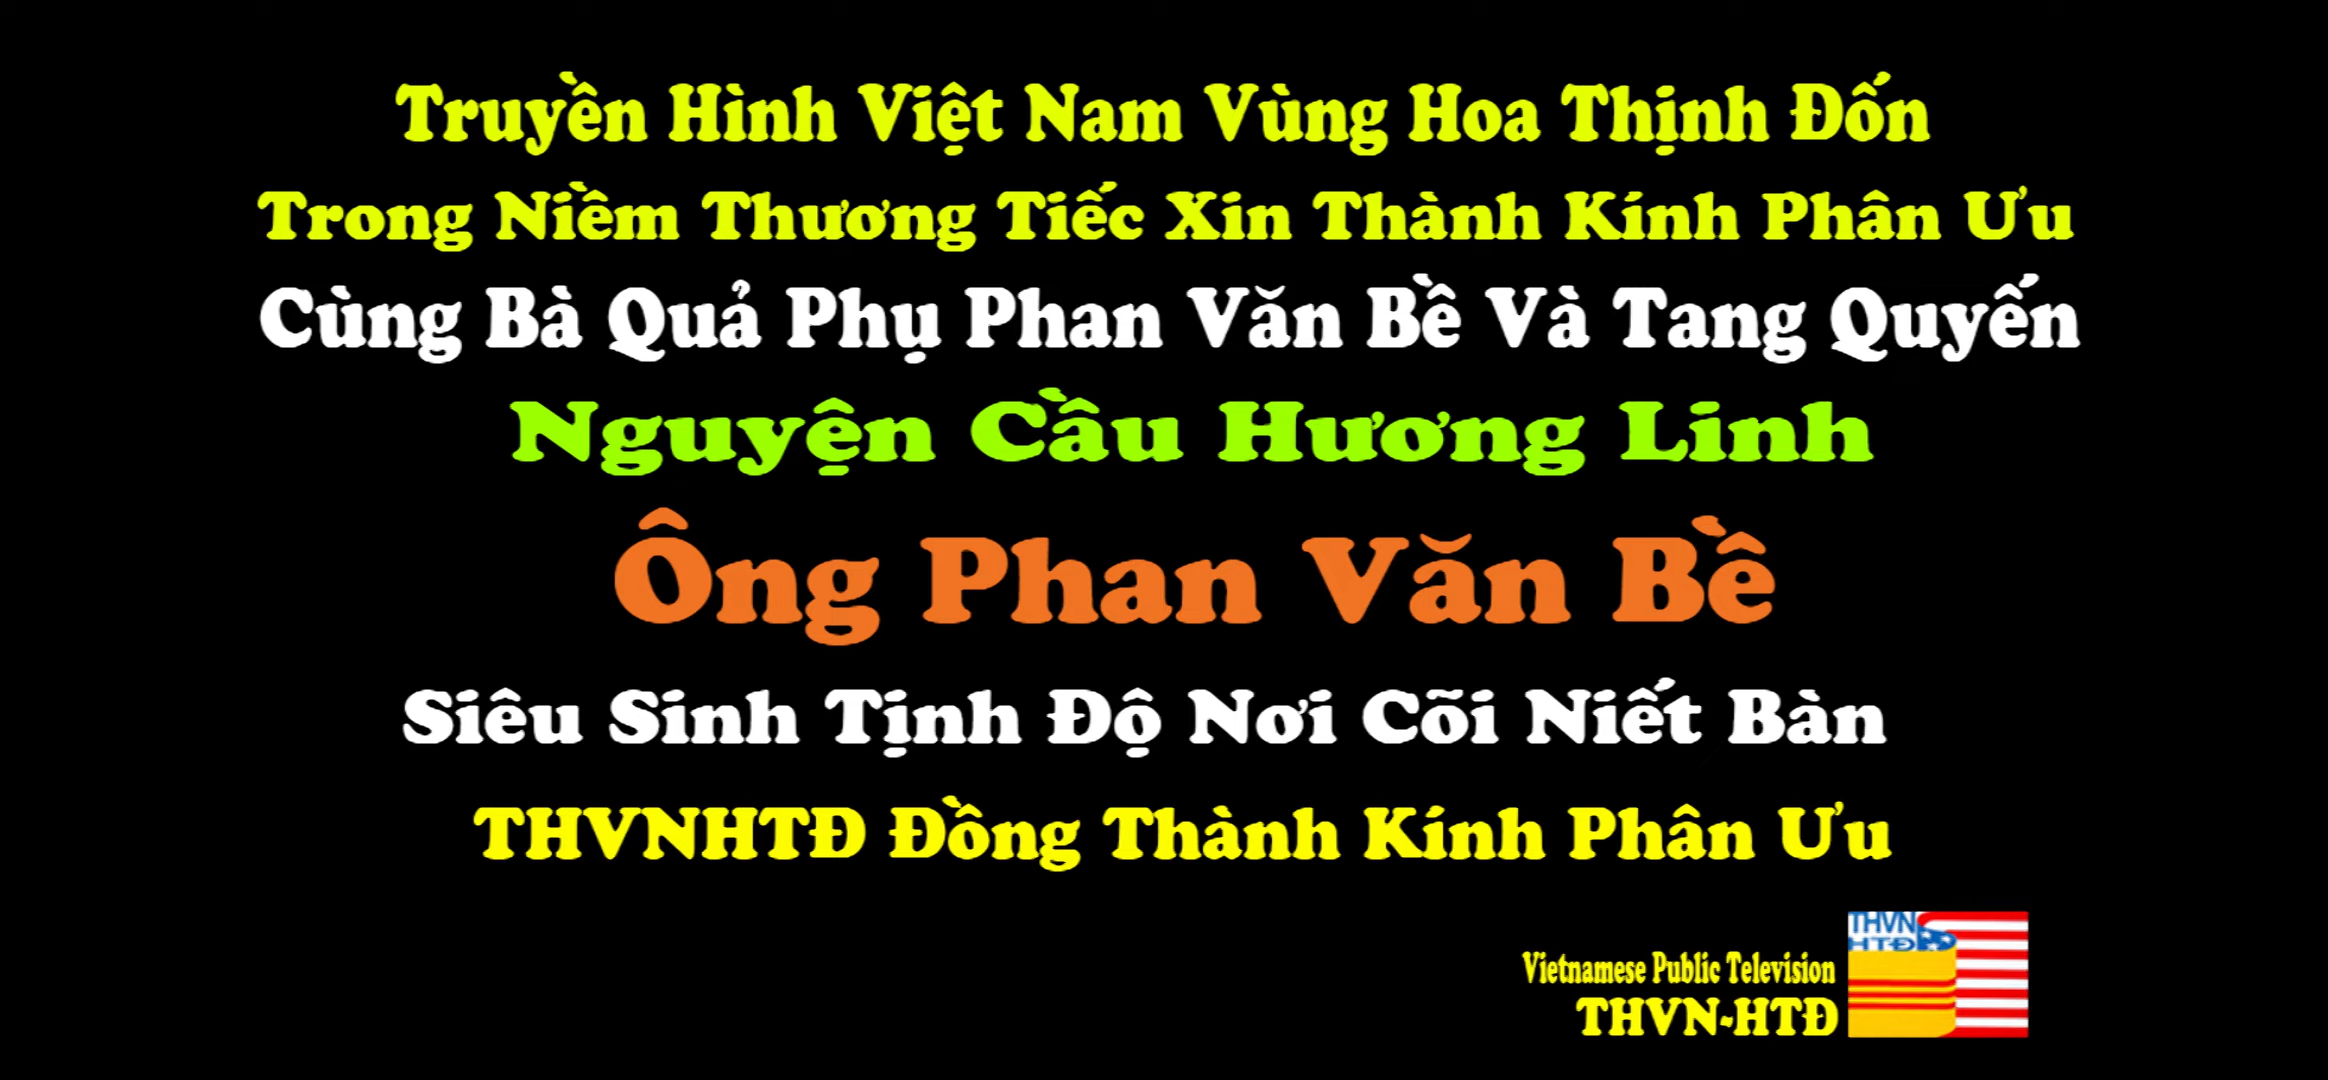 Truyền Hình Việt Nam Vùng Hoa Thịnh Đốn
Trong Niềm Thương Tiếc Xin Thành Kính Phân Ưu
Cùng Bà Quả Phụ Phan Văn Bề Và Tang Quyến
Nguyện Cầu Hương Linh
Ông Phan Văn Bề
Siêu Sinh Tịnh Độ Nơi Cõi Niết Bàn
THVNHTĐ Đồng Thành Kính Phân Ưu
THVN
HTĐ
Vietnamese Public Television
THVN-HTĐ